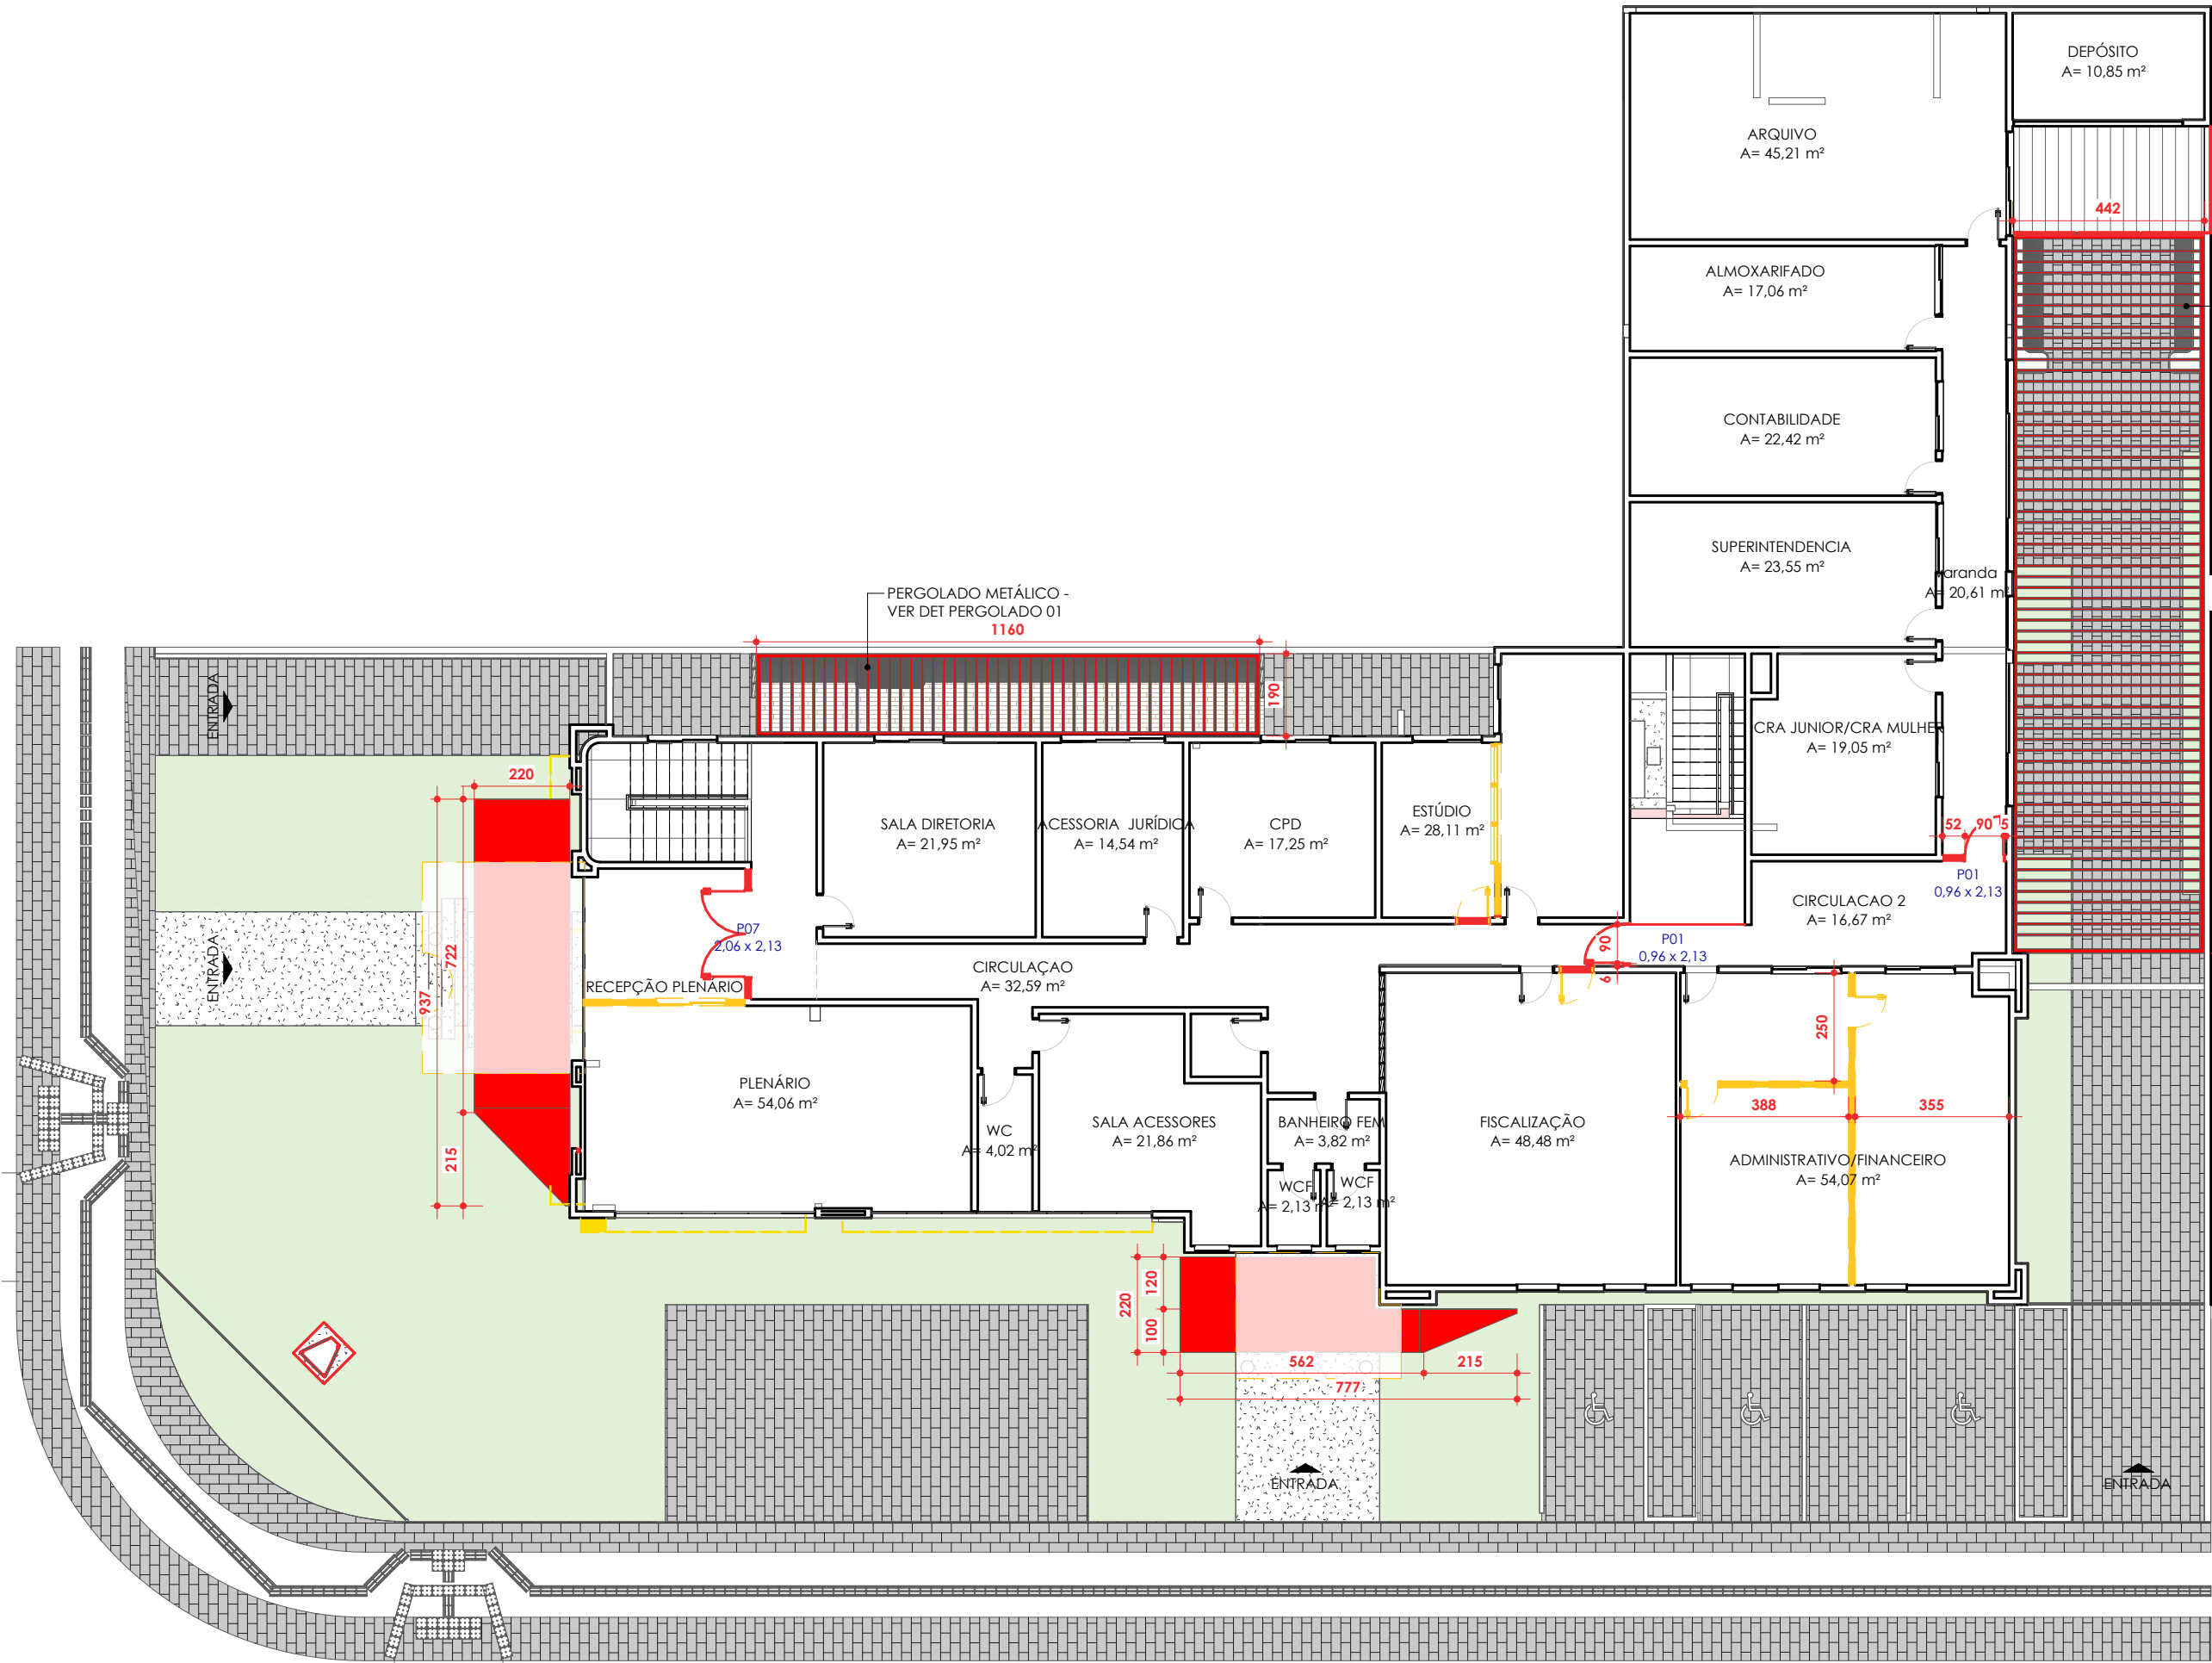 DEPÓSITO
A= 10,85 m²
ARQUIVO
A= 45,21 m²
442
ALMOXARIFADO
A= 17,06 m²
CONTABILIDADE
A= 22,42 m²
SUPERINTENDENCIA
A= 23,55 m²
varanda
A= 20,61 m²
PERGOLADO METÁLICO -
VER DET PERGOLADO 01
1160
190
ENTRADA
CRA JUNIOR/CRA MULHER
A= 19,05 m²
220
SALA DIRETORIA
A= 21,95 m²
ACESSORIA JURÍDICA
A= 14,54 m²
CPD
A= 17,25 m²
ESTÚDIO
A= 28,11 m²
52
90
15
P01
0,96 x 2,13
CIRCULACAO 2
A= 16,67 m²
P07
2,06 x 2,13
90
6
P01
0,96 x 2,13
ENTRADA
722
937
RECEPÇÃO PLENÁRIO
CIRCULAÇAO
A= 32,59 m²
250
388
355
PLENÁRIO
A= 54,06 m²
WC
A= 4,02 m²
SALA ACESSORES
A= 21,86 m²
BANHEIRO FEM
A= 3,82 m²
FISCALIZAÇÃO
A= 48,48 m²
ADMINISTRATIVO/FINANCEIRO
A= 54,07 m²
215
WCF
A= 2,13 m²
WCF
A= 2,13 m²
220
120
100
562
215
777
ENTRADA
ENTRADA